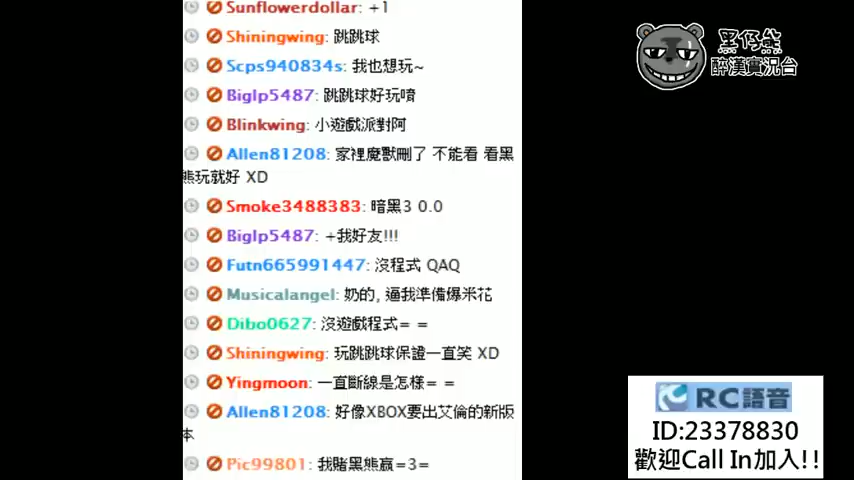 Sunflowerdollar: +1
Shiningwing: 跳跳球
Scps940834s: 我也想玩~
Biglp5487: 跳跳球好玩唷
Blinkwing: 小遊戲派對阿
Allen81208: 家裡魔獸刪了 不能看 看黑
熊玩就好 XD
Smoke3488383: 暗黑3 0.0
Biglp5487: +我好友!!!
Futn665991447: 沒程式 QAQ
Musicalangel: 奶的, 逼我準備爆米花
Dibo0627: 沒遊戲程式= =
Shiningwing: 玩跳跳球保證一直笑 XD
Yingmoon: 一直斷線是怎樣= =
Allen81208: 好像XBOX要出艾倫的新版
本
Pic99801: 我賭黑熊贏=3=
黑仔熊
醉漢實況台
RC語音
ID:23378830
歡迎Call In加入!!